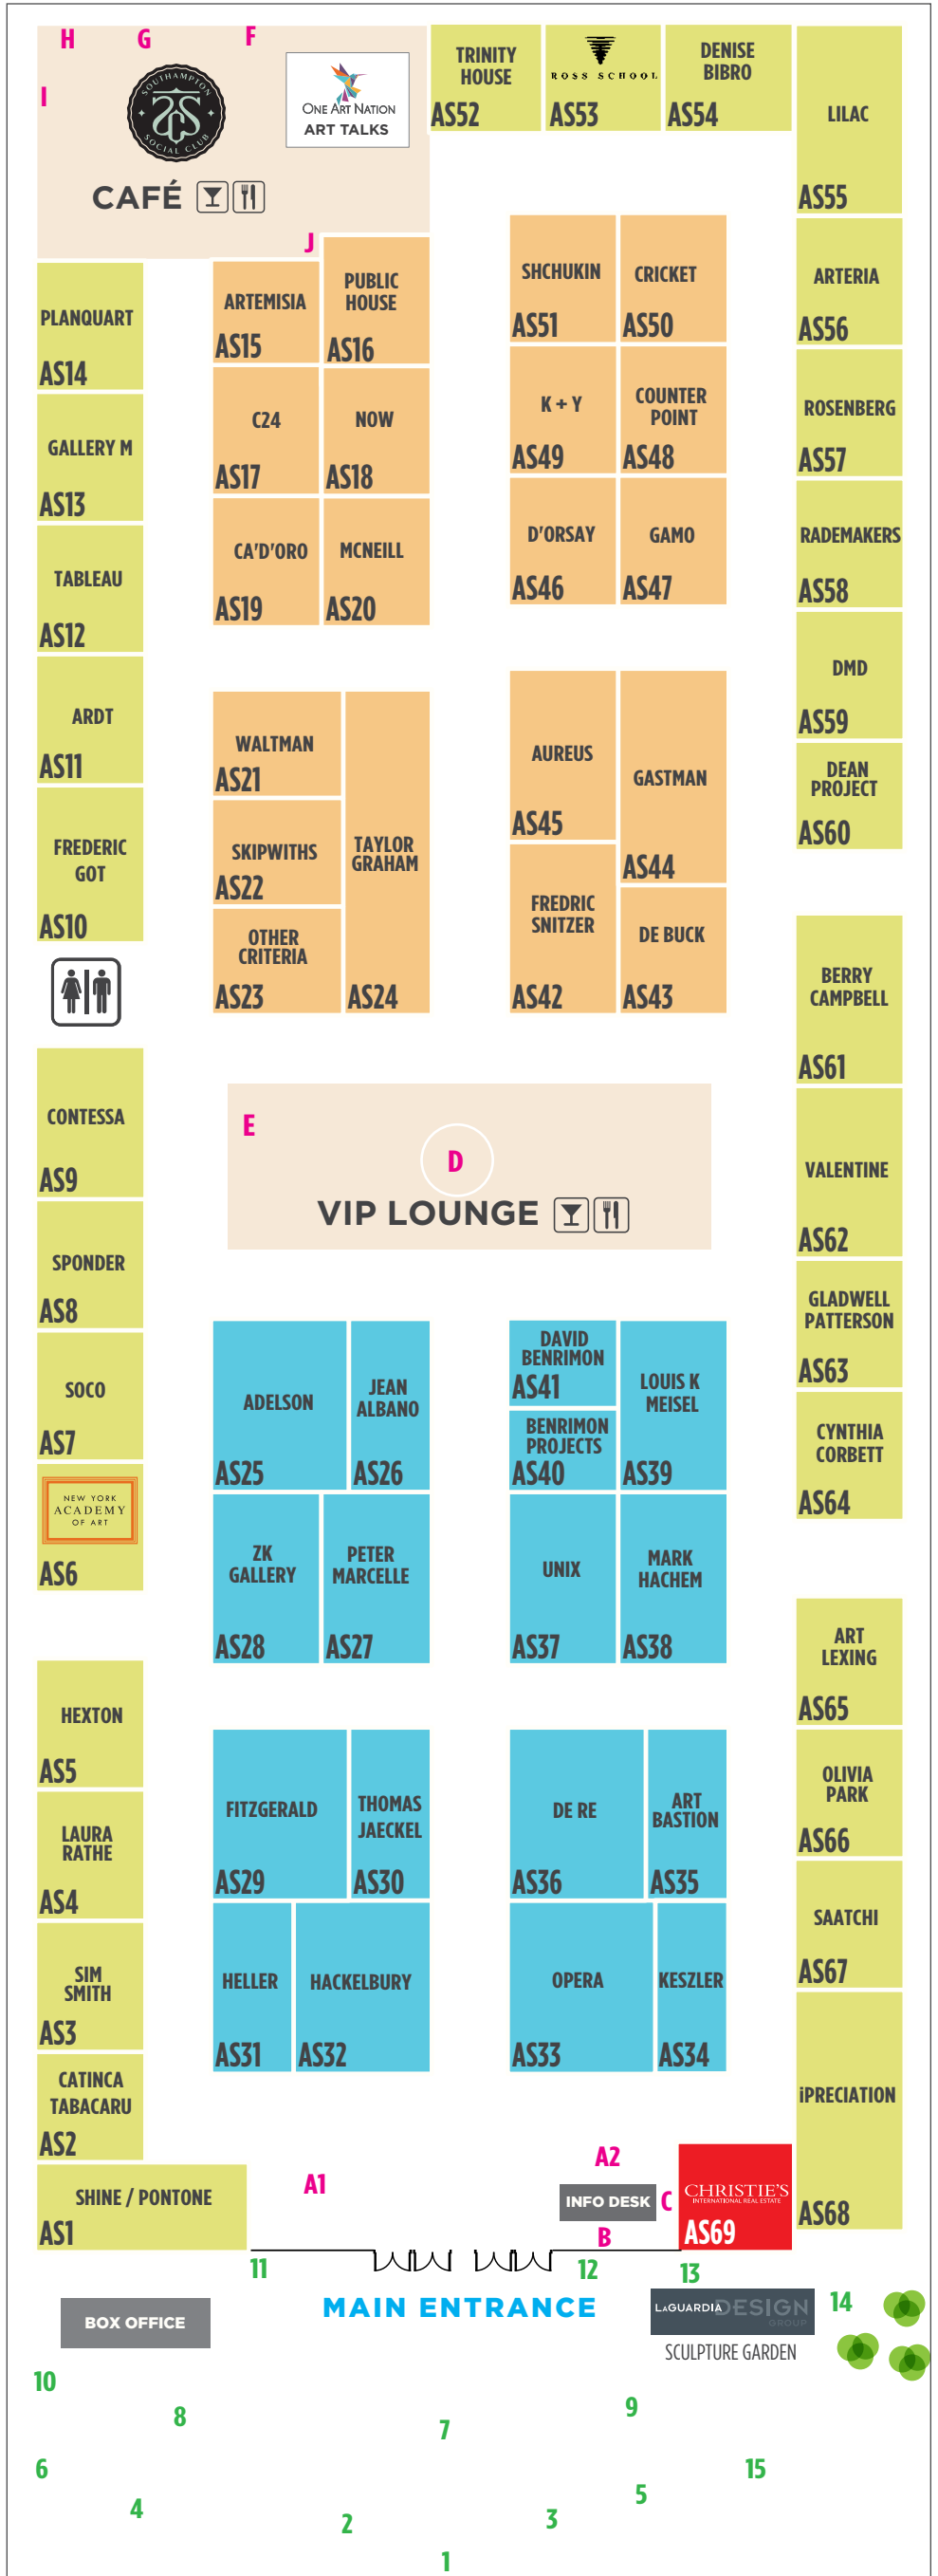 H
G
F
I
SOUTHAMPTON
SOCIAL CLUB
ONE ART NATION
ART TALKS
CAFÉ
J
TRINITY
HOUSE
AS52
ROSS SCHOOL
AS53
DENISE
BIBRO
AS54
LILAC
AS55
PLANQUART
AS14
GALLERY M
AS13
TABLEAU
AS12
ARDT
AS11
FREDERIC
GOT
AS10
ARTEMISIA
AS15
PUBLIC
HOUSE
AS16
C24
AS17
NOW
AS18
CA'D'ORO
AS19
MCNEILL
AS20
SHCHUKIN
AS51
CRICKET
AS50
K + Y
AS49
COUNTER
POINT
AS48
D'ORSAY
AS46
GAMO
AS47
ARTERIA
AS56
ROSENBERG
AS57
RADEMAKERS
AS58
DMD
AS59
DEAN
PROJECT
AS60
WALTMAN
AS21
SKIPWITHS
AS22
OTHER
CRITERIA
AS23
TAYLOR
GRAHAM
AS24
AUREUS
AS45
GASTMAN
AS44
FREDRIC
SNITZER
AS42
DE BUCK
AS43
BERRY
CAMPBELL
AS61
VALENTINE
AS62
GLADWELL
PATTERSON
AS63
CYNTHIA
CORBETT
AS64
CONTESSA
AS9
SPONDER
AS8
SOCO
AS7
NEW YORK
ACADEMY
OF ART
AS6
E
D
VIP LOUNGE
ADELSON
AS25
JEAN
ALBANO
AS26
ZK
GALLERY
AS28
PETER
MARCELLE
AS27
DAVID
BENRIMON
AS41
BENRIMON
PROJECTS
AS40
LOUIS K
MEISEL
AS39
UNIX
AS37
MARK
HACHEM
AS38
ART
LEXING
AS65
OLIVIA
PARK
AS66
SAATCHI
AS67
iPRECIATION
AS68
HEXTON
AS5
LAURA
RATHE
AS4
SIM
SMITH
AS3
CATINCA
TABACARU
AS2
SHINE / PONTONE
AS1
FITZGERALD
AS29
THOMAS
JAECKEL
AS30
HELLER
AS31
HACKELBURY
AS32
DE RE
AS36
ART
BASTION
AS35
OPERA
AS33
KESZLER
AS34
A1
A2
INFO DESK
C
B
CHRISTIE'S
INTERNATIONAL REAL ESTATE
AS69
11
12
13
MAIN ENTRANCE
BOX OFFICE
LAGUARDIA DESIGN
GROUP
SCULPTURE GARDEN
14
10
8
7
9
6
15
4
5
2
3
1